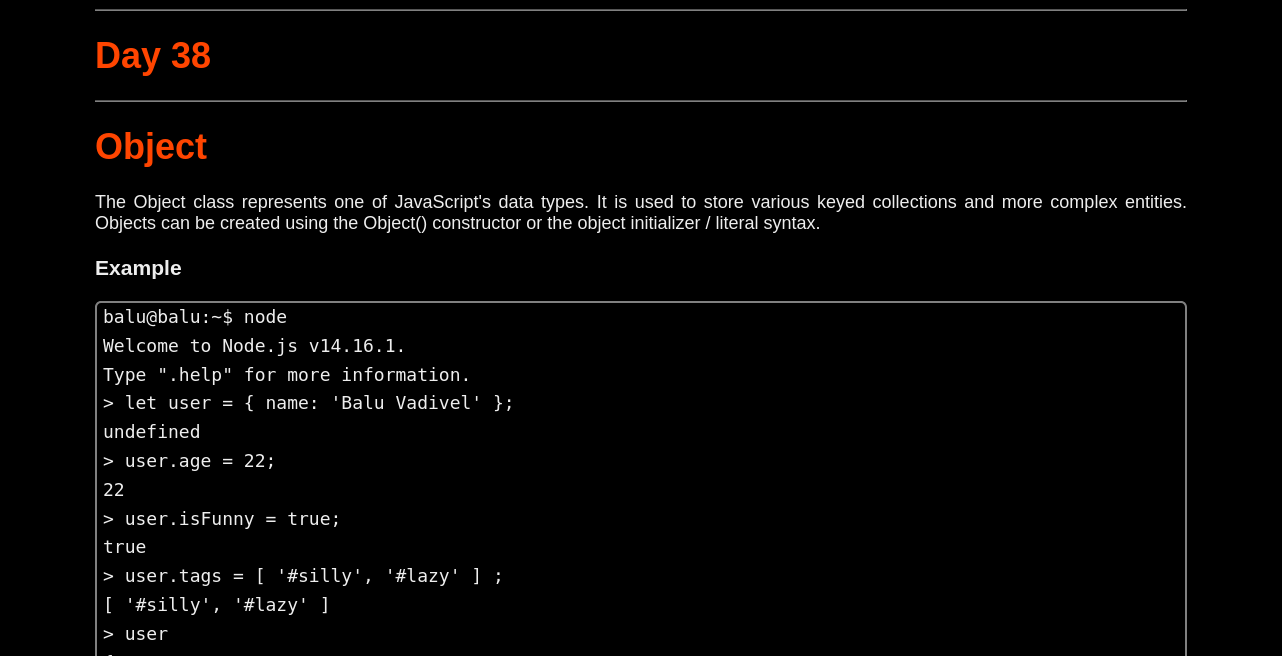 Day 38
Object
The Object class represents one of JavaScript's data types. It is used to store various keyed collections and more complex entities.
Objects can be created using the Object() constructor or the object initializer / literal syntax.
Example
balu@balu:~$ node
Welcome to Node.js v14.16.1.
Type ".help" for more information.
> let user = { name: 'Balu Vadivel' };
undefined
> user.age = 22;
22
> user.isFunny = true;
true
> user.tags = [ '#silly', '#lazy' ] ;
[ '#silly', '#lazy' ]
> user